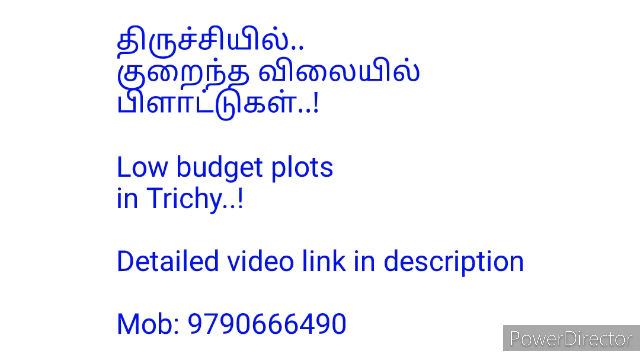 திருச்சியில்..
குறைந்த விலையில்
பிளாட்டுகள்..!
Low budget plots
in Trichy..!
Detailed video link in description
Mob: 9790666490
PowerDirector